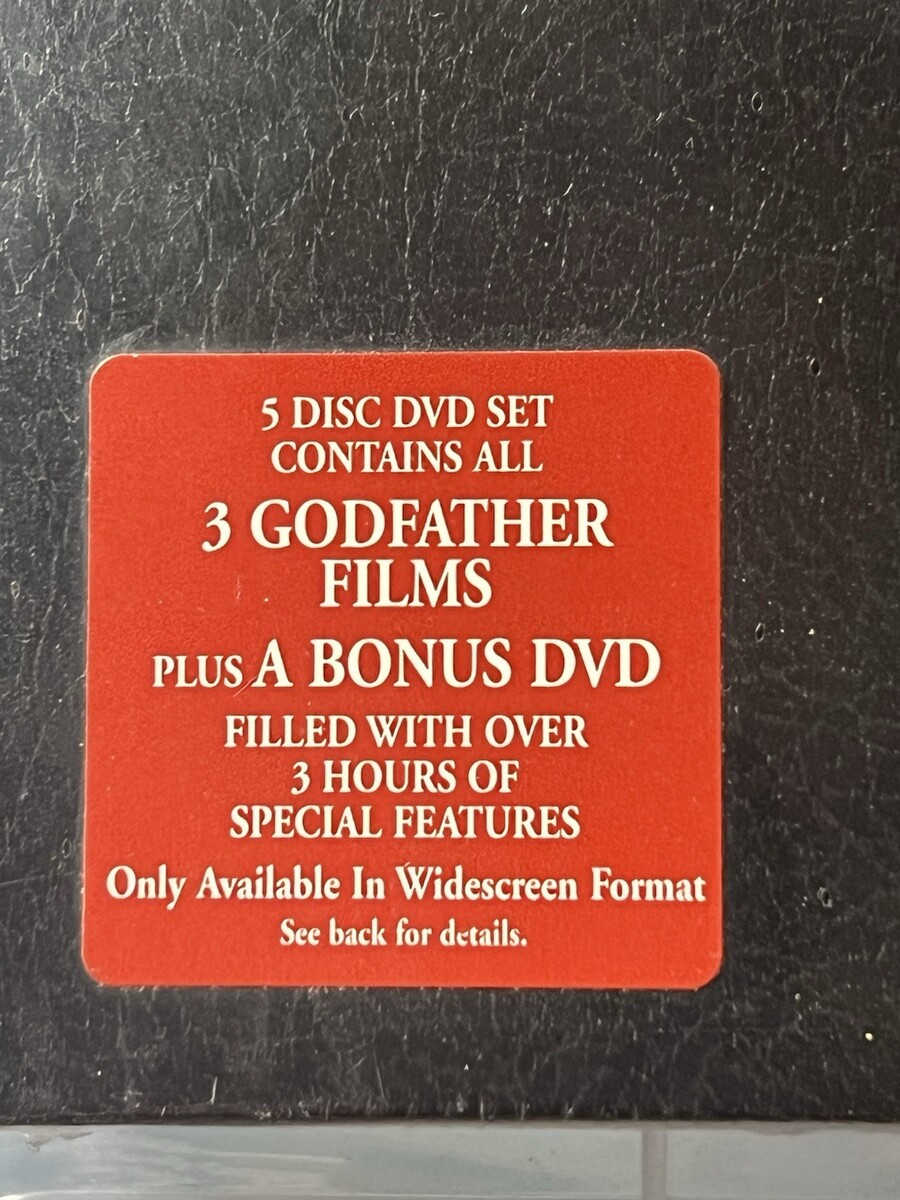 5 DISC DVD SET
CONTAINS ALL
3 GODFATHER
FILMS
PLUS A BONUS DVD
FILLED WITH OVER
3 HOURS OF
SPECIAL FEATURES
Only Available In Widescreen Format
See back for details.